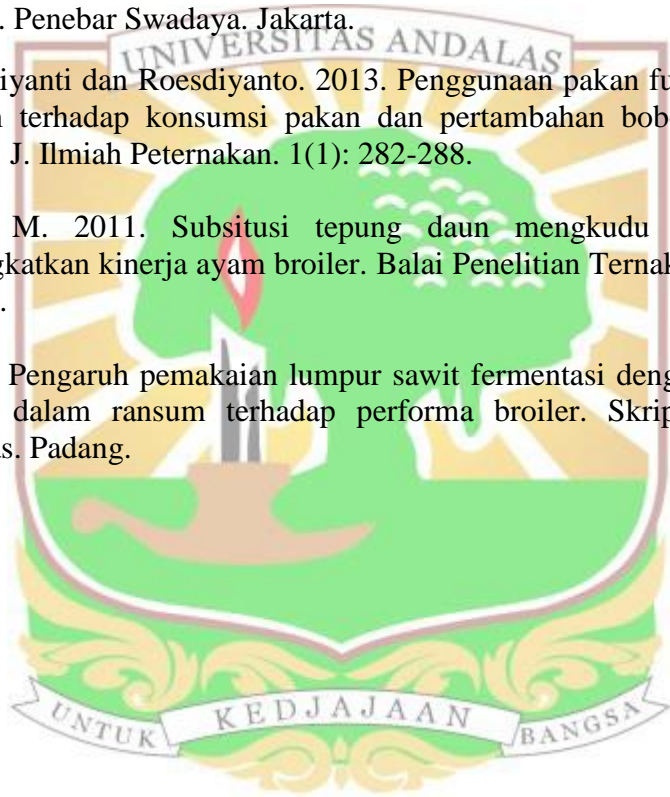 . Penebar Swadaya. Jakarta.
UNIVERSITAS ANDALAS
iyanti dan Roesdiyanto. 2013. Penggunaan pakan fu
terhadap konsumsi pakan dan pertambahan bob
J. Ilmiah Peternakan. 1(1): 282-288.
M. 2011. Subsitusi tepung daun mengkudu
gkatkan kinerja ayam broiler. Balai Penelitian Ternak
.
Pengaruh pemakaian lumpur sawit fermentasi deng
dalam ransum terhadap performa broiler. Skrip
as. Padang.
UNTUK KEDJAJAAN BANGSA